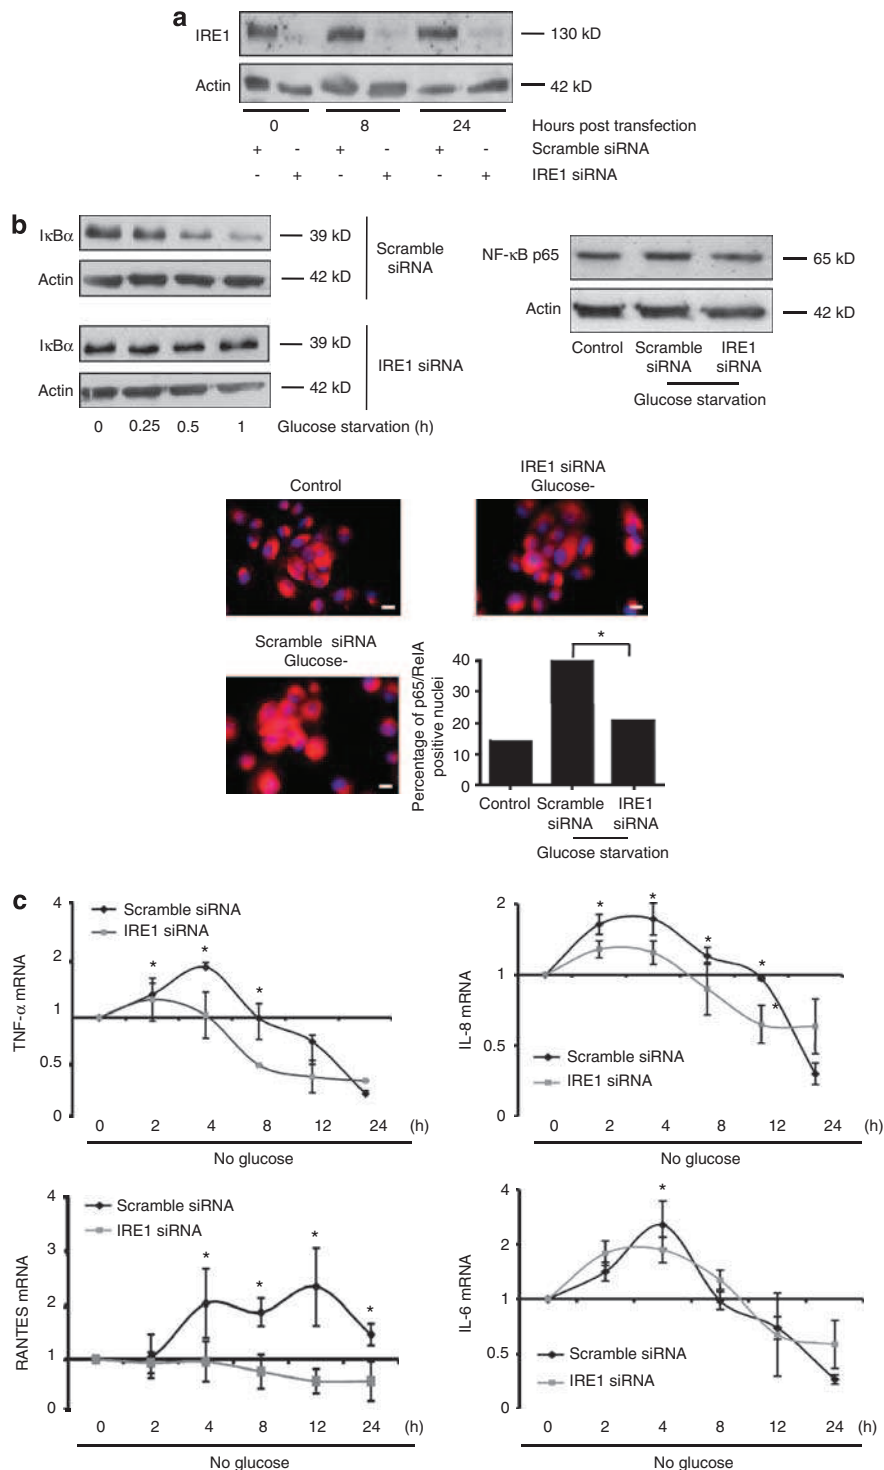 a
IRE1
130 kD
Actin
42 kD
0 8 24 Hours post transfection
+ - + - + - Scramble siRNA
- + - + - + IRE1 siRNA
b
IκBα
39 kD
Actin
42 kD
Scramble
siRNA
IκBα
39 kD
Actin
42 kD
IRE1 siRNA
0 0.25 0.5 1 Glucose starvation (h)
NF-κB p65
65 kD
Actin
42 kD
Control Scramble siRNA IRE1 siRNA
Glucose starvation
Control
IRE1 siRNA
Glucose-
Scramble siRNA
Glucose-
Percentage of p65/RelA
positive nuclei
40
30
20
10
0
*
Control Scramble siRNA IRE1 siRNA
Glucose starvation
c
Scramble siRNA
IRE1 siRNA
TNF-α mRNA
4
2
1
0.5
0
* * *
0 2 4 8 12 24 (h)
No glucose
IL-8 mRNA
2
1
0.5
0
* * * * *
Scramble siRNA
IRE1 siRNA
0 2 4 8 12 24 (h)
No glucose
Scramble siRNA
IRE1 siRNA
RANTES mRNA
4
3
2
1
0
* * * *
0 2 4 8 12 24 (h)
No glucose
IL-6 mRNA
4
2
1
0.5
0
*
Scramble siRNA
IRE1 siRNA
0 2 4 8 12 24 (h)
No glucose